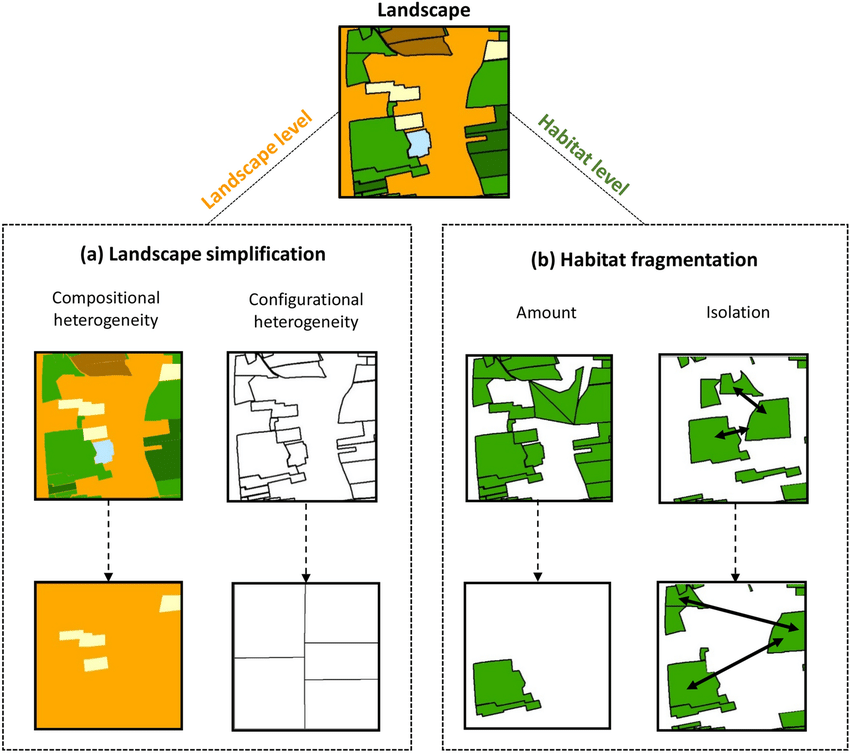 Landscape
Landscape level
Habitat level
(a) Landscape simplification
Compositional
heterogeneity
Configurational
heterogeneity
(b) Habitat fragmentation
Amount
Isolation